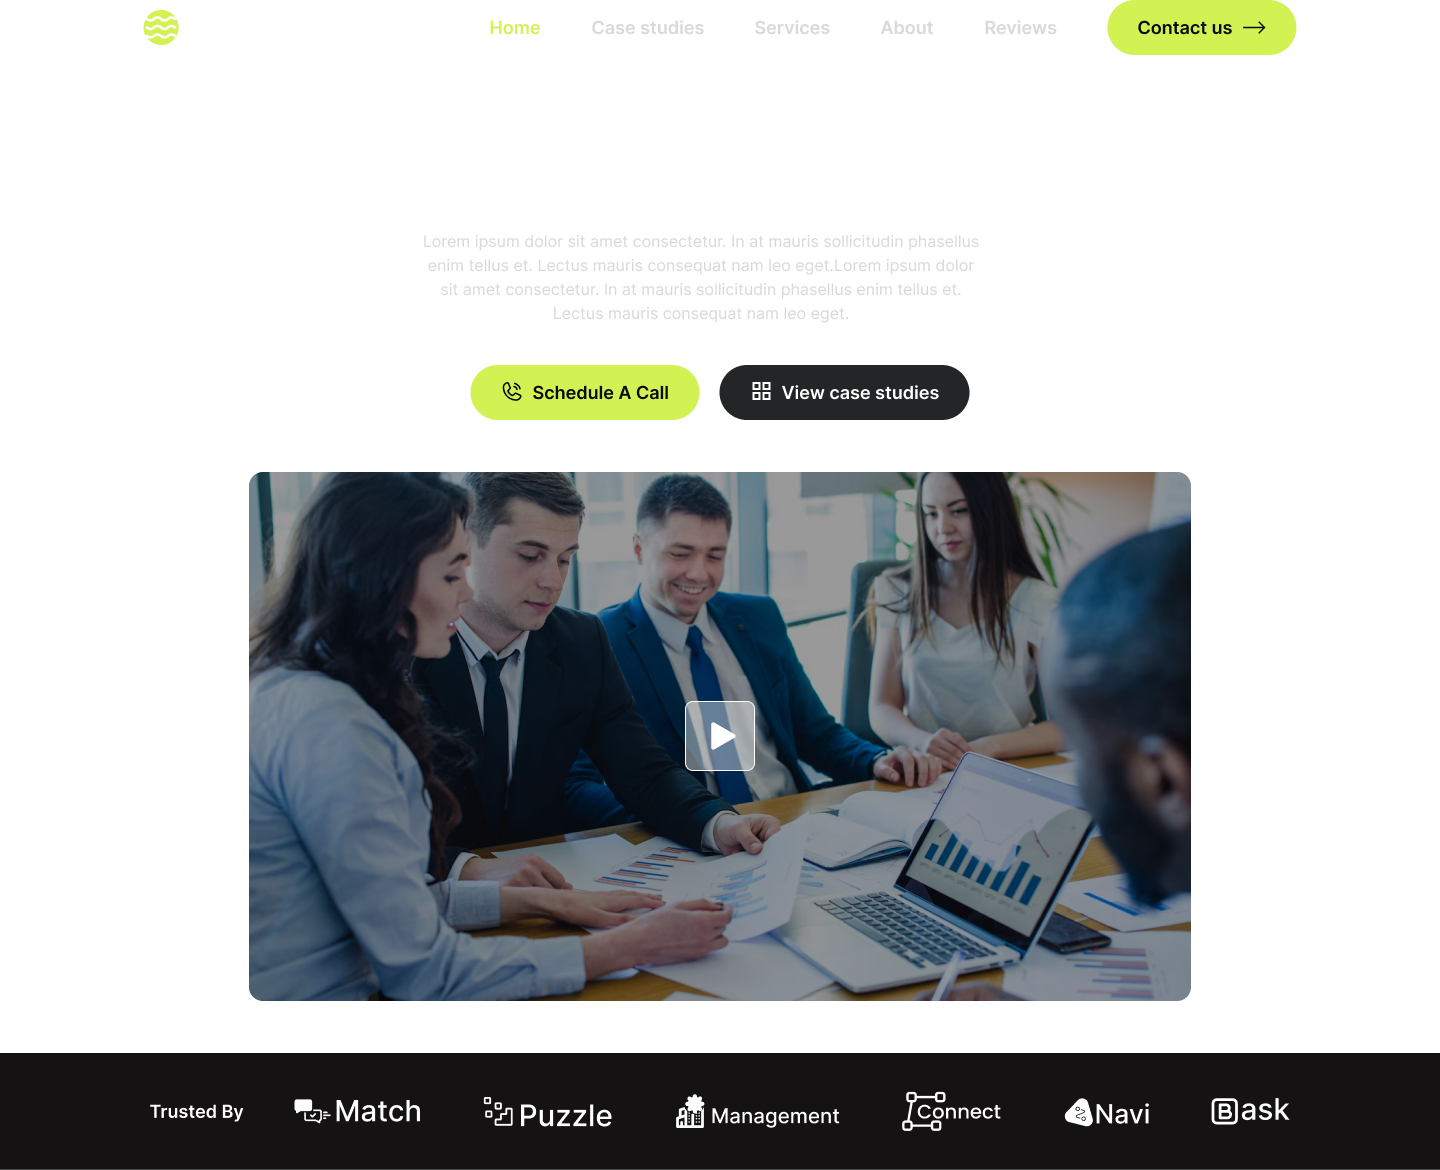 Home Case studies Services About Reviews Contact us
Lorem ipsum dolor sit amet consectetur. In at mauris sollicitudin phasellus
enim tellus et. Lectus mauris consequat nam leo eget.Lorem ipsum dolor
sit amet consectetur. In at mauris sollicitudin phasellus enim tellus et.
Lectus mauris consequat nam leo eget.
Schedule A Call View case studies
Trusted By Match Puzzle Management Connect Navi Bask